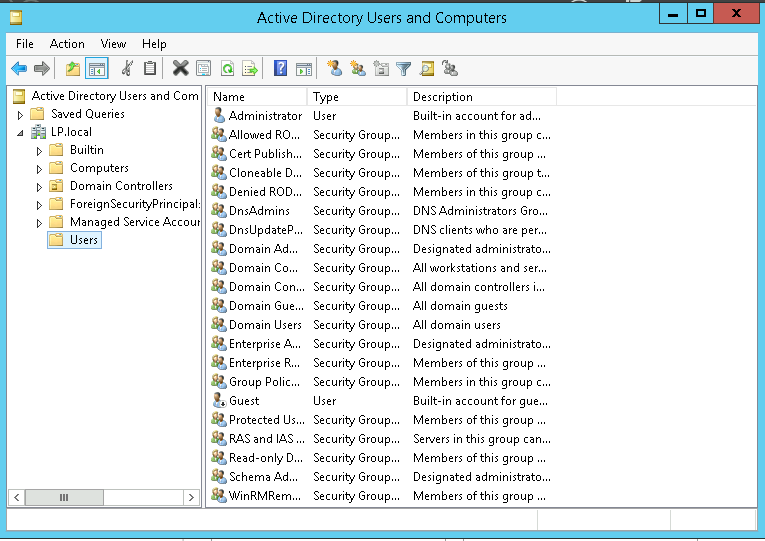 Active Directory Users and Computers
File Action View Help
Active Directory Users and Com
Saved Queries
LP.local
Builtin
Computers
Domain Controllers
ForeignSecurityPrincipals
Managed Service Accour
Users
Name Type Description
Administrator User Built-in account for ad...
Allowed RO... Security Group... Members in this group c...
Cert Publish... Security Group... Members of this group ...
Cloneable D... Security Group... Members of this group t...
Denied ROD... Security Group... Members in this group c...
DnsAdmins Security Group... DNS Administrators Gro...
DnsUpdateP... Security Group... DNS clients who are per...
Domain Ad... Security Group... Designated administrato...
Domain Co... Security Group... All workstations and ser...
Domain Con... Security Group... All domain controllers i...
Domain Gue... Security Group... All domain guests
Domain Users Security Group... All domain users
Enterprise A... Security Group... Designated administrato...
Enterprise R... Security Group... Members of this group ...
Group Polic... Security Group... Members in this group c...
Guest User Built-in account for gue...
Protected Us... Security Group... Members of this group ...
RAS and IAS ... Security Group... Servers in this group can...
Read-only D... Security Group... Members of this group ...
Schema Ad... Security Group... Designated administrato...
WinRMRem... Security Group... Members of this group ...